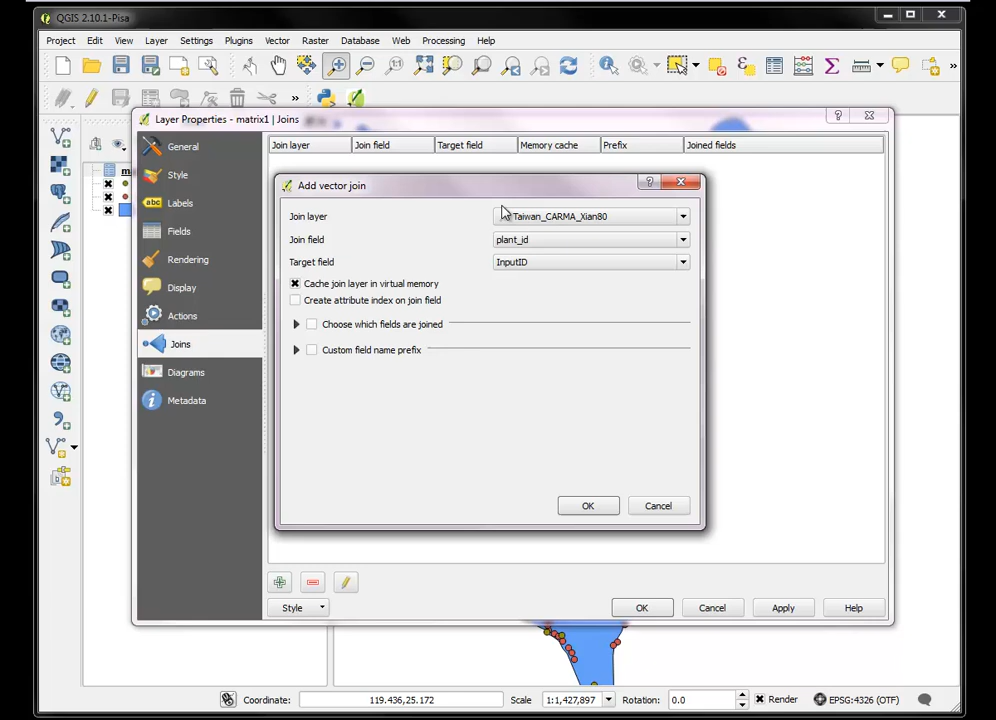 QGIS 2.10.1-Pisa
Project Edit View Layer Settings Plugins Vector Raster Database Web Processing Help
1:1
ε
Σ
»
»
Layer Properties - matrix1 | Joins
?
General
Style
abc Labels
Fields
Rendering
Display
Actions
Joins
Diagrams
Metadata
Join layer Join field Target field Memory cache Prefix Joined fields
Add vector join
?
Join layer Taiwan_CARMA_Xian80
Join field plant_id
Target field InputID
Cache join layer in virtual memory
Create attribute index on join field
Choose which fields are joined
Custom field name prefix
OK Cancel
Style OK Cancel Apply Help
Coordinate: 119.436,25.172 Scale 1:1,427,897 Rotation: 0.0 Render EPSG:4326 (OTF)